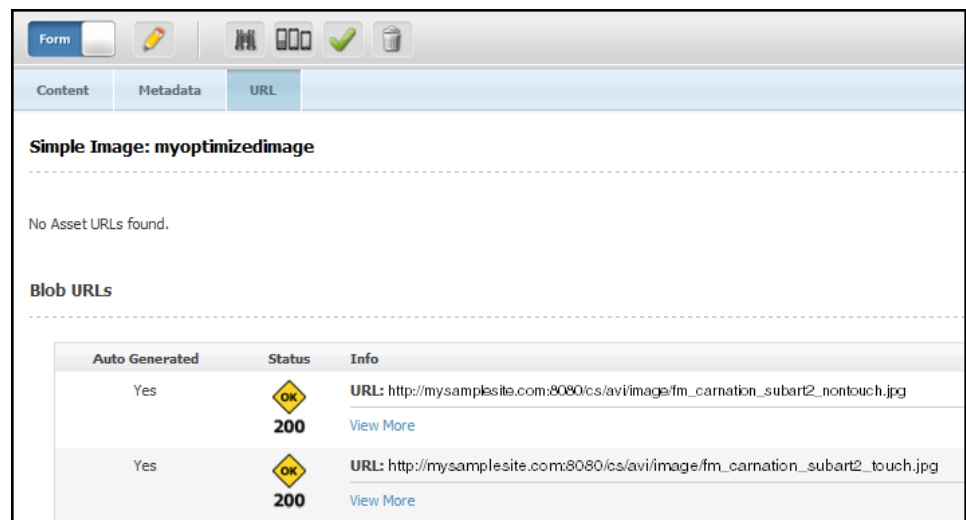 Form
Content Metadata URL
Simple Image: myoptimizedimage
No Asset URLs found.
Blob URLs
Auto Generated Status Info
Yes OK 200 URL: http://mysamplesite.com:8080/cs/avi/image/fm_carnation_subart2_nontouch.jpg
View More
Yes OK 200 URL: http://mysamplesite.com:8080/cs/avi/image/fm_carnation_subart2_touch.jpg
View More